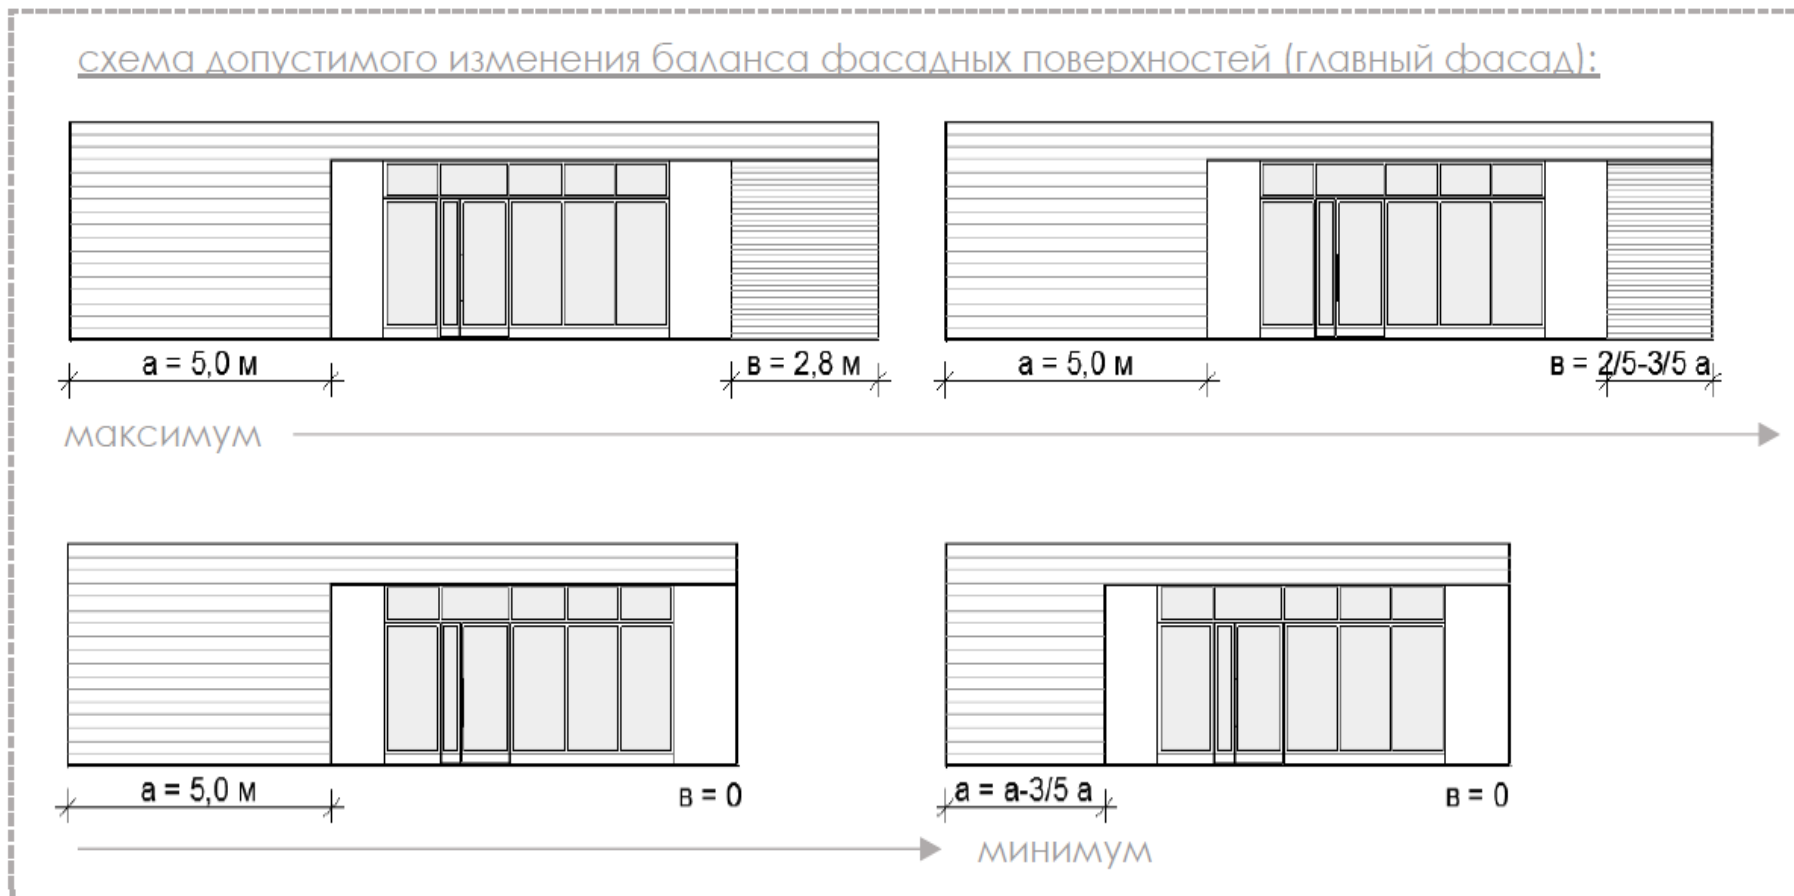 схема допустимого изменения баланса фасадных поверхностей (главный фасад):
а = 5,0 м
в = 2,8 м
а = 5,0 м
в = 2/5-3/5 а
максимум
а = 5,0 м
в = 0
а = а-3/5 а
в = 0
минимум